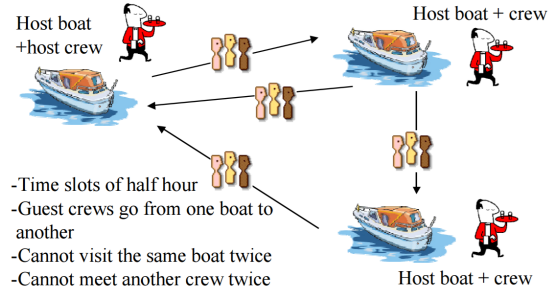 Host boat
+host crew
Host boat + crew
-Time slots of half hour
-Guest crews go from one boat to
another
-Cannot visit the same boat twice
-Cannot meet another crew twice
Host boat + crew